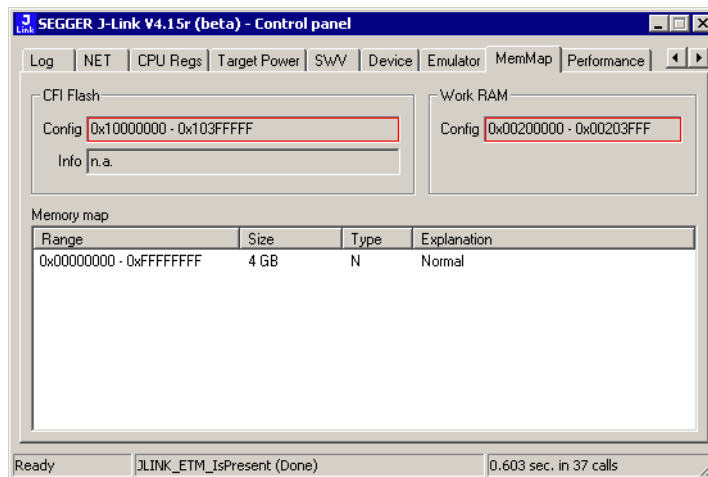 SEGGER J-Link V4.15r (beta) - Control panel
Log NET CPU Regs Target Power SWV Device Emulator MemMap Performance
CFI Flash
Config 0x10000000 - 0x103FFFFF
Info n.a.
Work RAM
Config 0x00200000 - 0x00203FFF
Memory map
Range Size Type Explanation
0x00000000 - 0xFFFFFFFF 4 GB N Normal
Ready JLINK_ETM_IsPresent (Done) 0.603 sec. in 37 calls